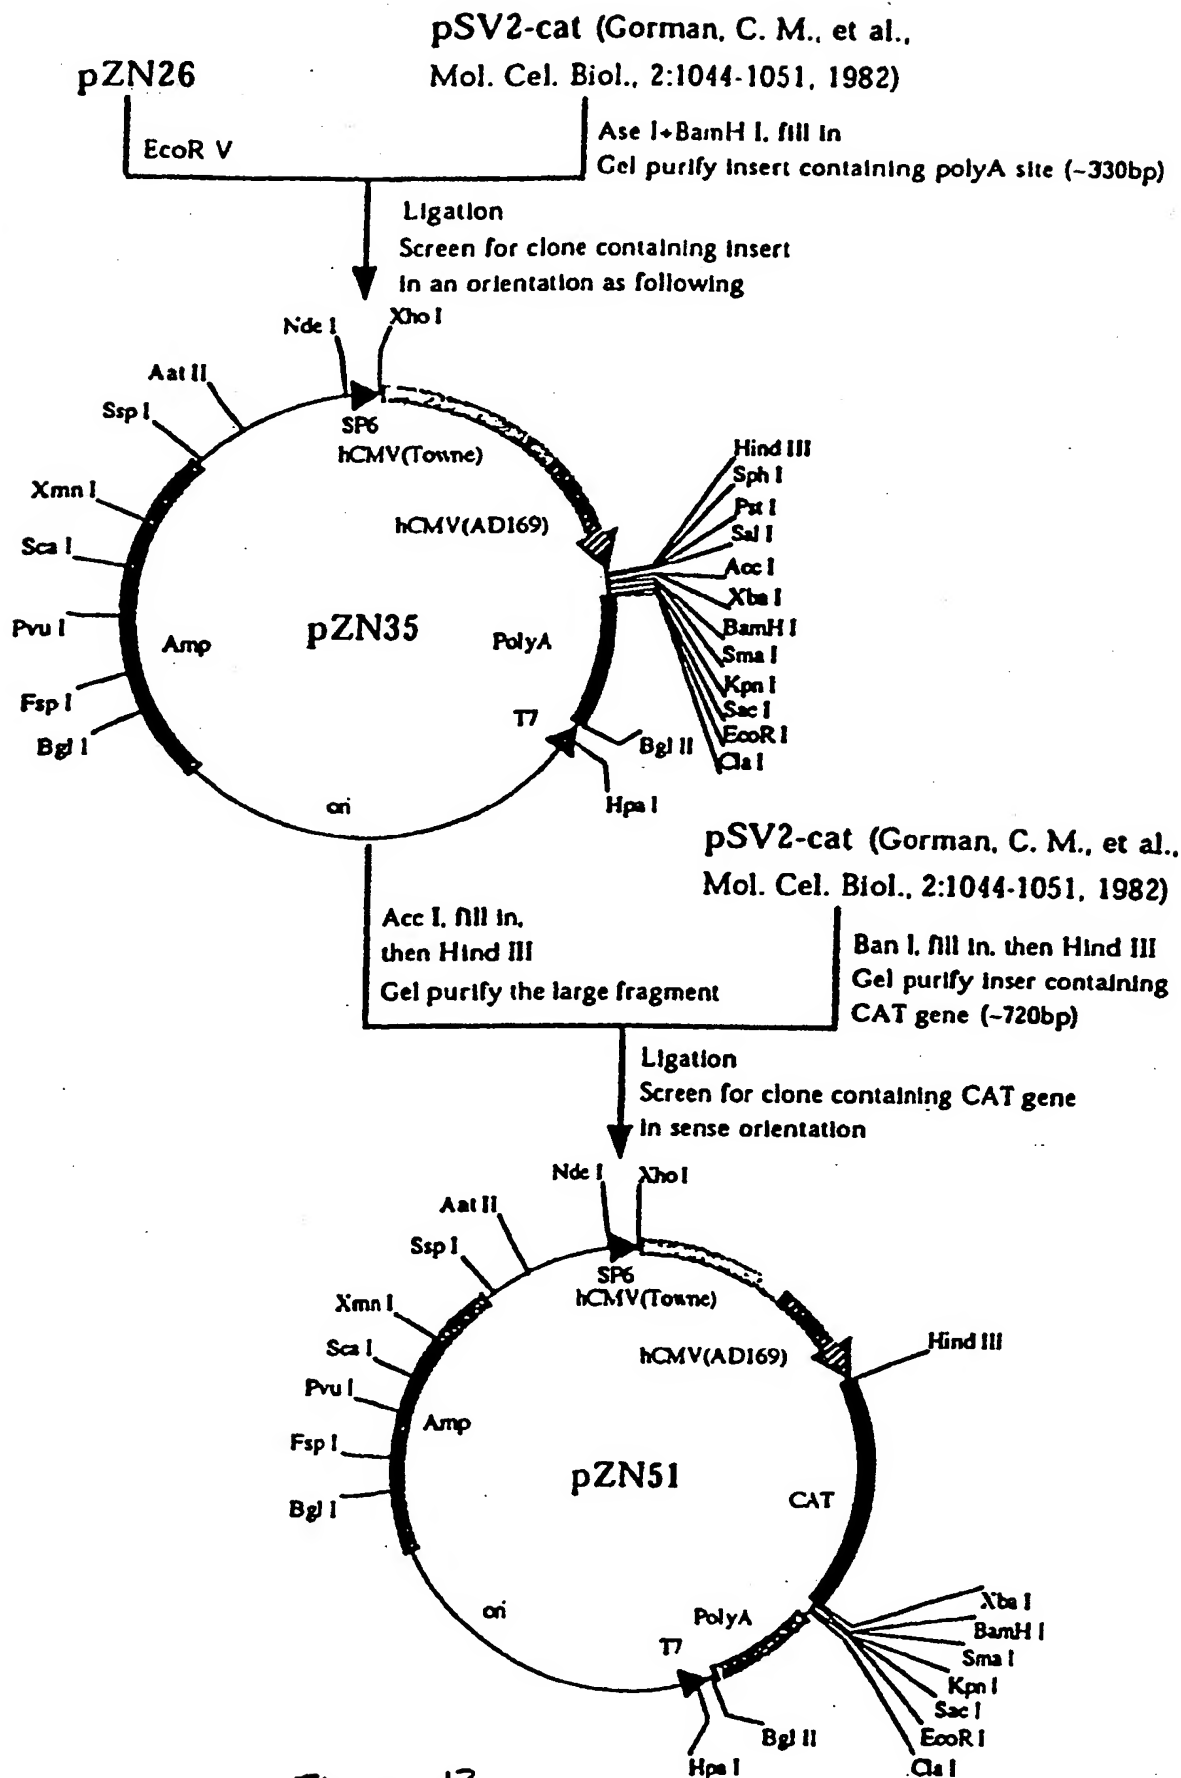 pSV2-cat (Gorman, C. M., et al.,
Mol. Cel. Biol., 2:1044-1051, 1982)
pZN26
EcoR V
Ase I+BamH I, fill in
Gel purify insert containing polyA site (~330bp)
Ligation
Screen for clone containing insert
in an orientation as following
Nde I
Xho I
Aat II
Ssp I
Xmn I
Sca I
Pvu I
Fsp I
Bgl I
SP6
hCMV(Towne)
hCMV(AD169)
Hind III
Sph I
Pst I
Sal I
Acc I
Xba I
BamH I
Sma I
Kpn I
Sac I
EcoR I
Cla I
pZN35
Amp
PolyA
T7
Bgl II
Hpa I
ori
pSV2-cat (Gorman, C. M., et al.,
Mol. Cel. Biol., 2:1044-1051, 1982)
Acc I, fill in,
then Hind III
Gel purify the large fragment
Ban I, fill in, then Hind III
Gel purify inser containing
CAT gene (~720bp)
Ligation
Screen for clone containing CAT gene
in sense orientation
Nde I
Xho I
Aat II
Ssp I
Xmn I
Sca I
Pvu I
Fsp I
Bgl I
SP6
hCMV(Towne)
hCMV(AD169)
Hind III
Amp
pZN51
CAT
ori
PolyA
T7
Xba I
BamH I
Sma I
Kpn I
Sac I
EcoR I
Cla I
Bgl II
Hpa I